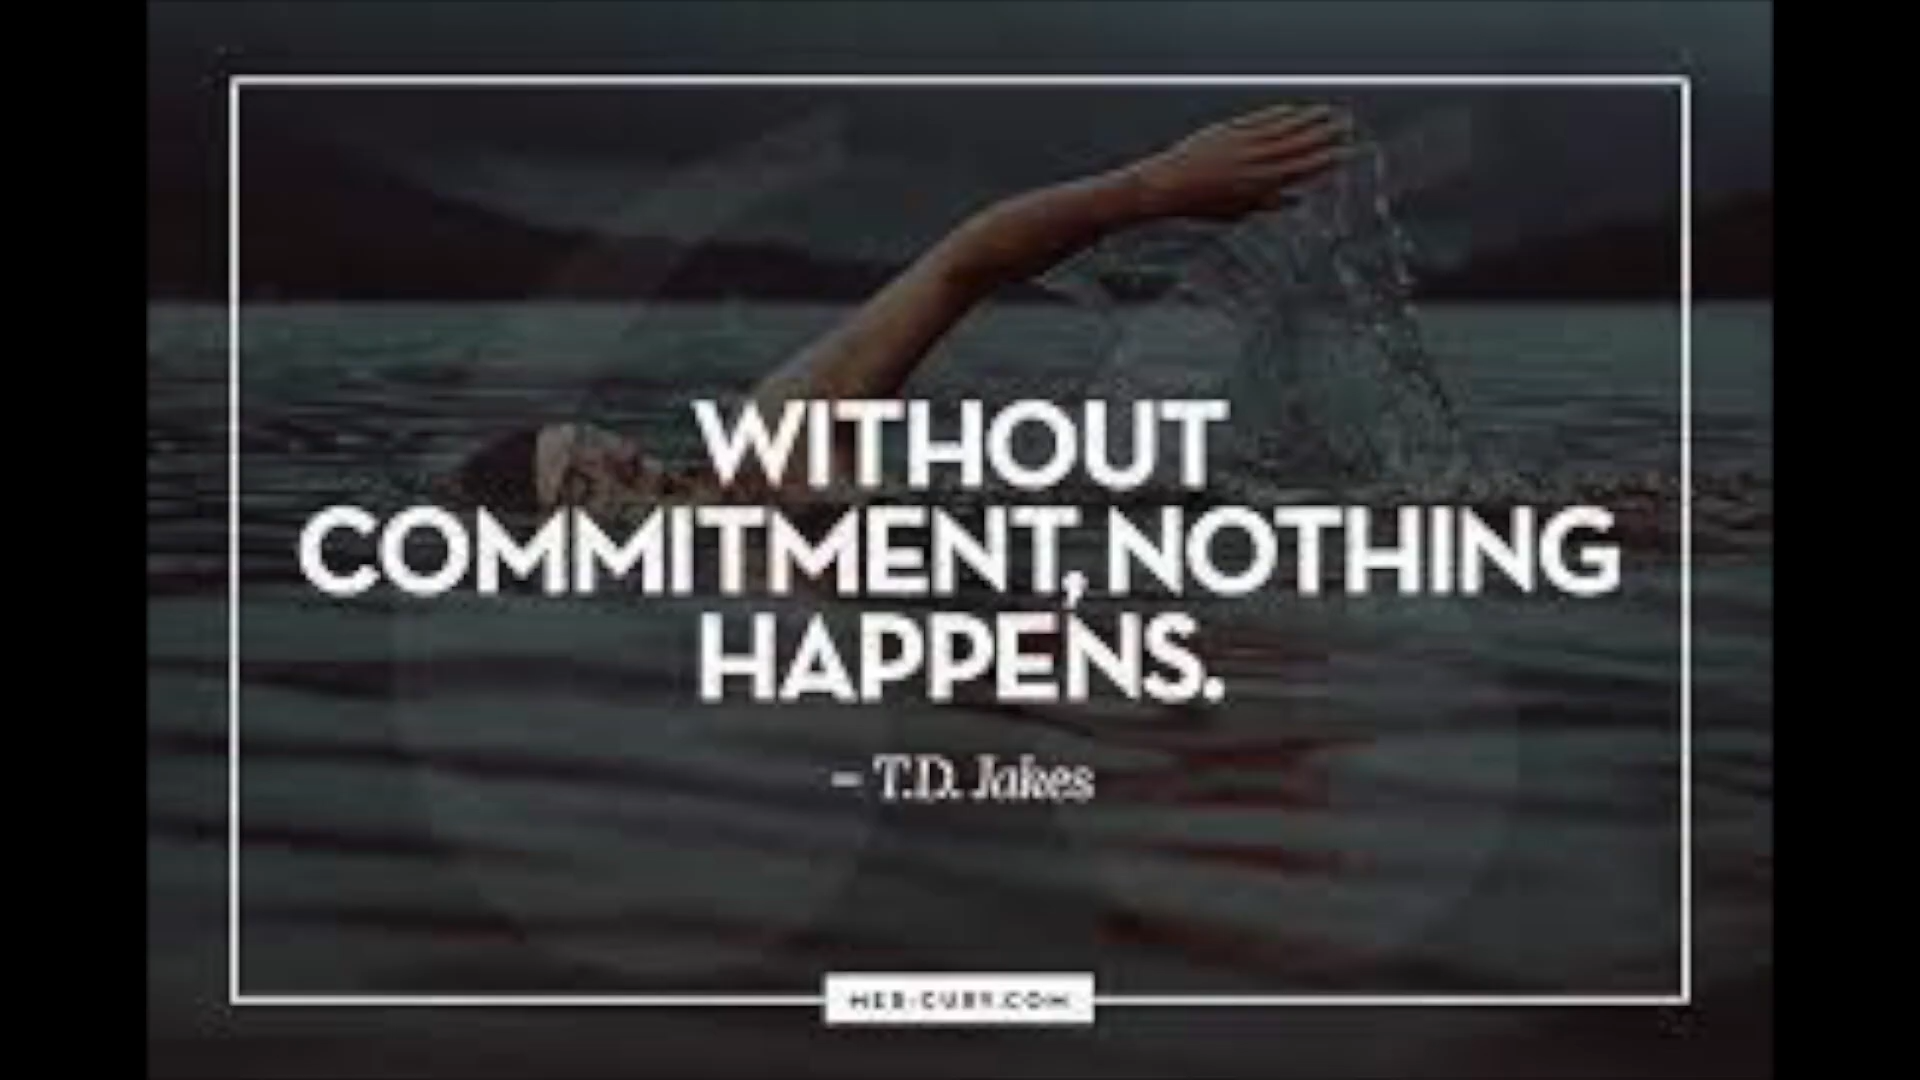 WITHOUT
COMMITMENT, NOTHING
HAPPENS.
– T.D. Jakes